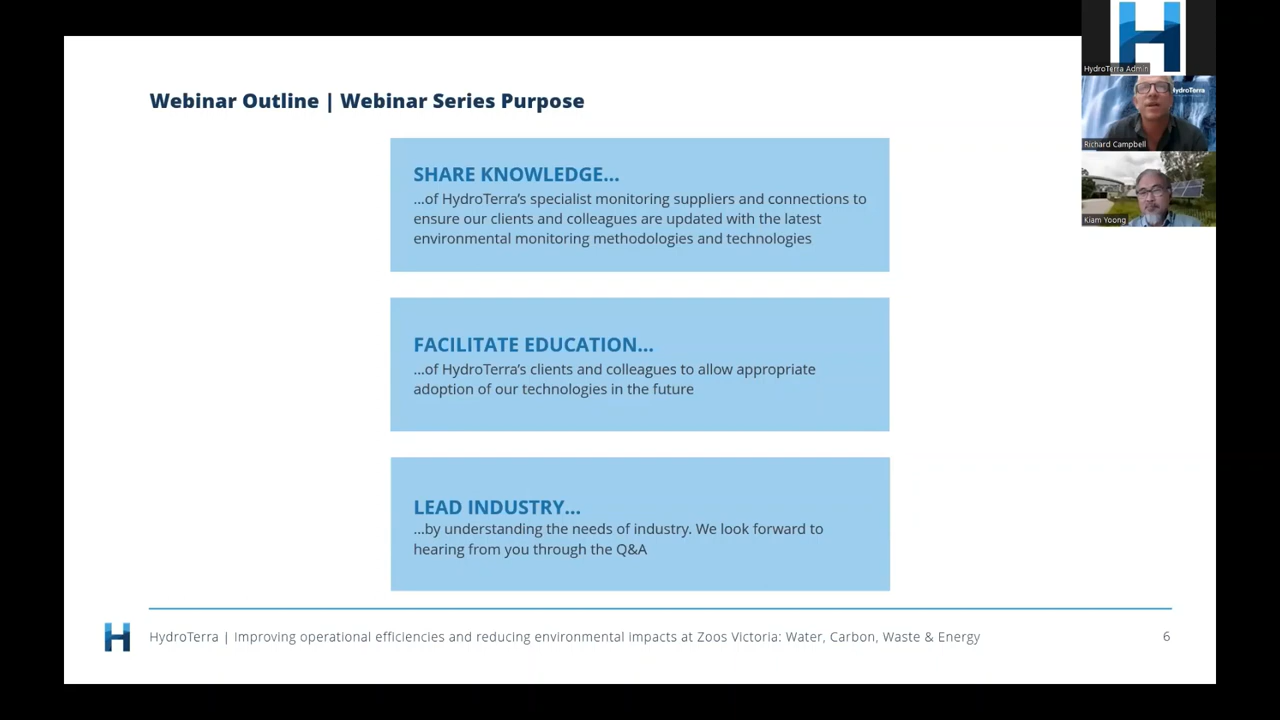 Webinar Outline | Webinar Series Purpose
SHARE KNOWLEDGE...
...of HydroTerra's specialist monitoring suppliers and connections to
ensure our clients and colleagues are updated with the latest
environmental monitoring methodologies and technologies
FACILITATE EDUCATION...
...of HydroTerra's clients and colleagues to allow appropriate
adoption of our technologies in the future
LEAD INDUSTRY...
...by understanding the needs of industry. We look forward to
hearing from you through the Q&A
HydroTerra | Improving operational efficiencies and reducing environmental impacts at Zoos Victoria: Water, Carbon, Waste & Energy
6
HydroTerra Admin
HydroTerra
Richard Campbell
Kiam Yoong